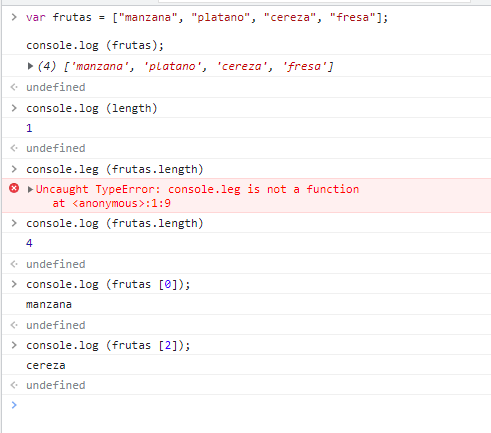 var frutas = ["manzana", "platano", "cereza", "fresa"];
console.log (frutas);
(4) ['manzana', 'platano', 'cereza', 'fresa']
undefined
console.log (length)
1
undefined
console.leg (frutas.length)
Uncaught TypeError: console.leg is not a function
at <anonymous>:1:9
console.log (frutas.length)
4
undefined
console.log (frutas [0]);
manzana
undefined
console.log (frutas [2]);
cereza
undefined